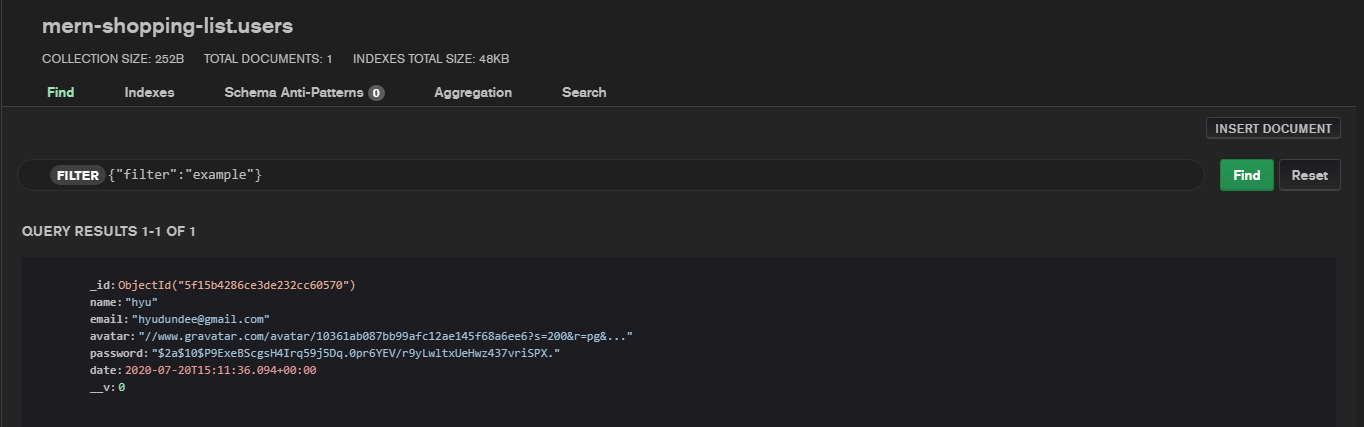 mern-shopping-list.users
COLLECTION SIZE: 252B TOTAL DOCUMENTS: 1 INDEXES TOTAL SIZE: 48KB
Find Indexes Schema Anti-Patterns 0 Aggregation Search
INSERT DOCUMENT
FILTER {"filter":"example"} Find Reset
QUERY RESULTS 1-1 OF 1
_id: ObjectId("5f15b4286ce3de232cc60570")
name: "hyu"
email: "hyudundee@gmail.com"
avatar: "//www.gravatar.com/avatar/10361ab087bb99afc12ae145f68a6ee6?s=200&r=pg&..."
password: "$2a$10$P9ExeBScgsH4Irq59j5Dq.0pr6YEV/r9yLwltxUeHwz437vriSPX."
date: 2020-07-20T15:11:36.094+00:00
__v: 0